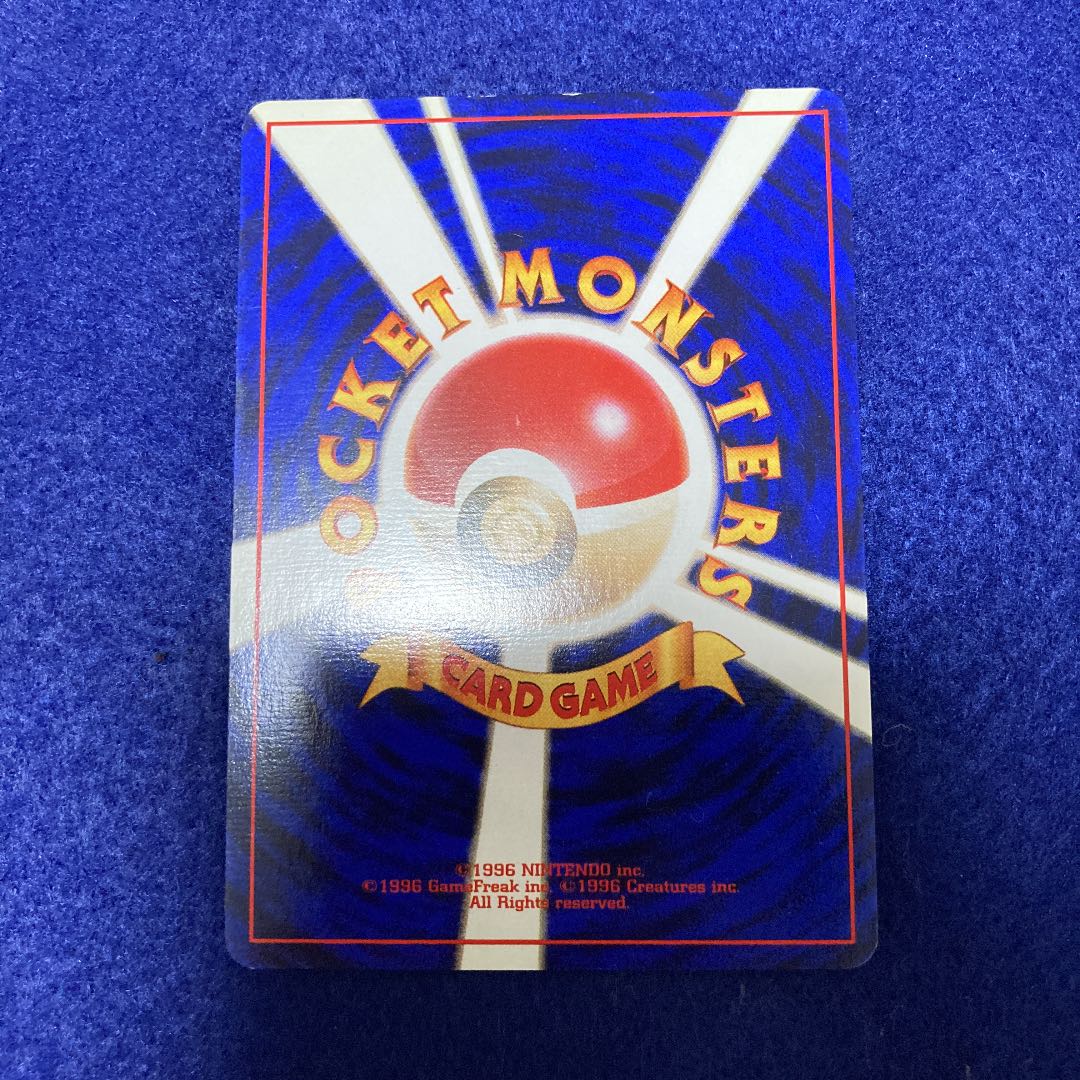 POCKET MONSTERS
CARD GAME
©1996 NINTENDO inc.
©1996 GameFreak inc. ©1996 Creatures inc.
All Rights reserved.